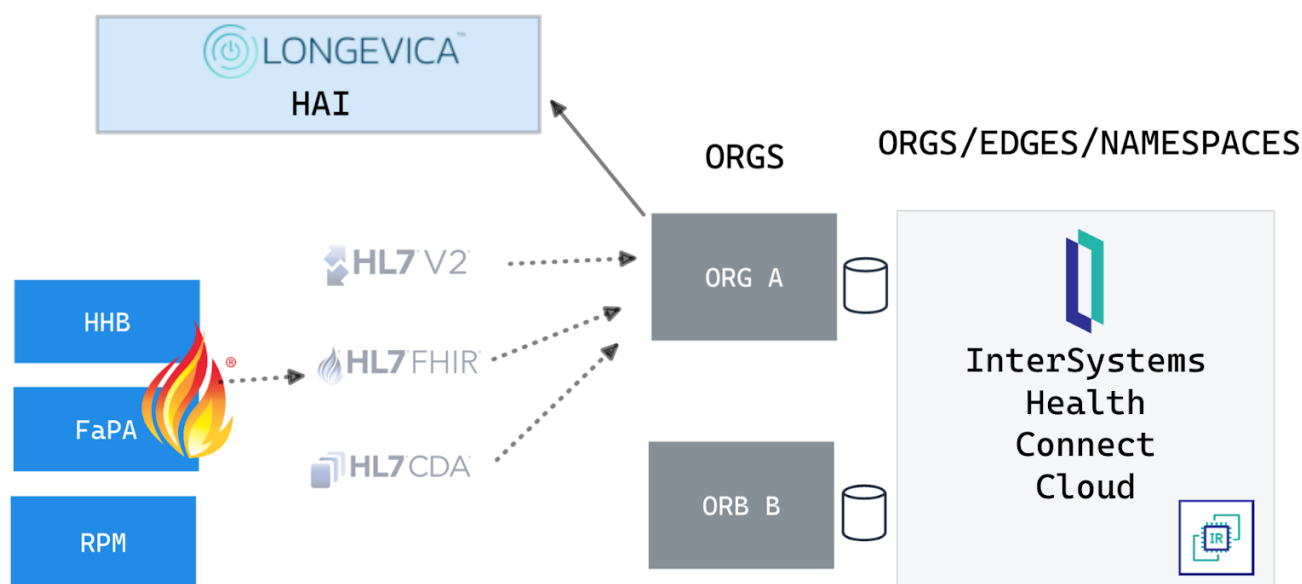 LONGEVICA™
HAI
ORGS
ORGS/EDGES/NAMESPACES
HL7 V2
ORG A
HHB
®
HL7 FHIR
FaPA
HL7 CDA
ORB B
RPM
InterSystems
Health
Connect
Cloud
IR